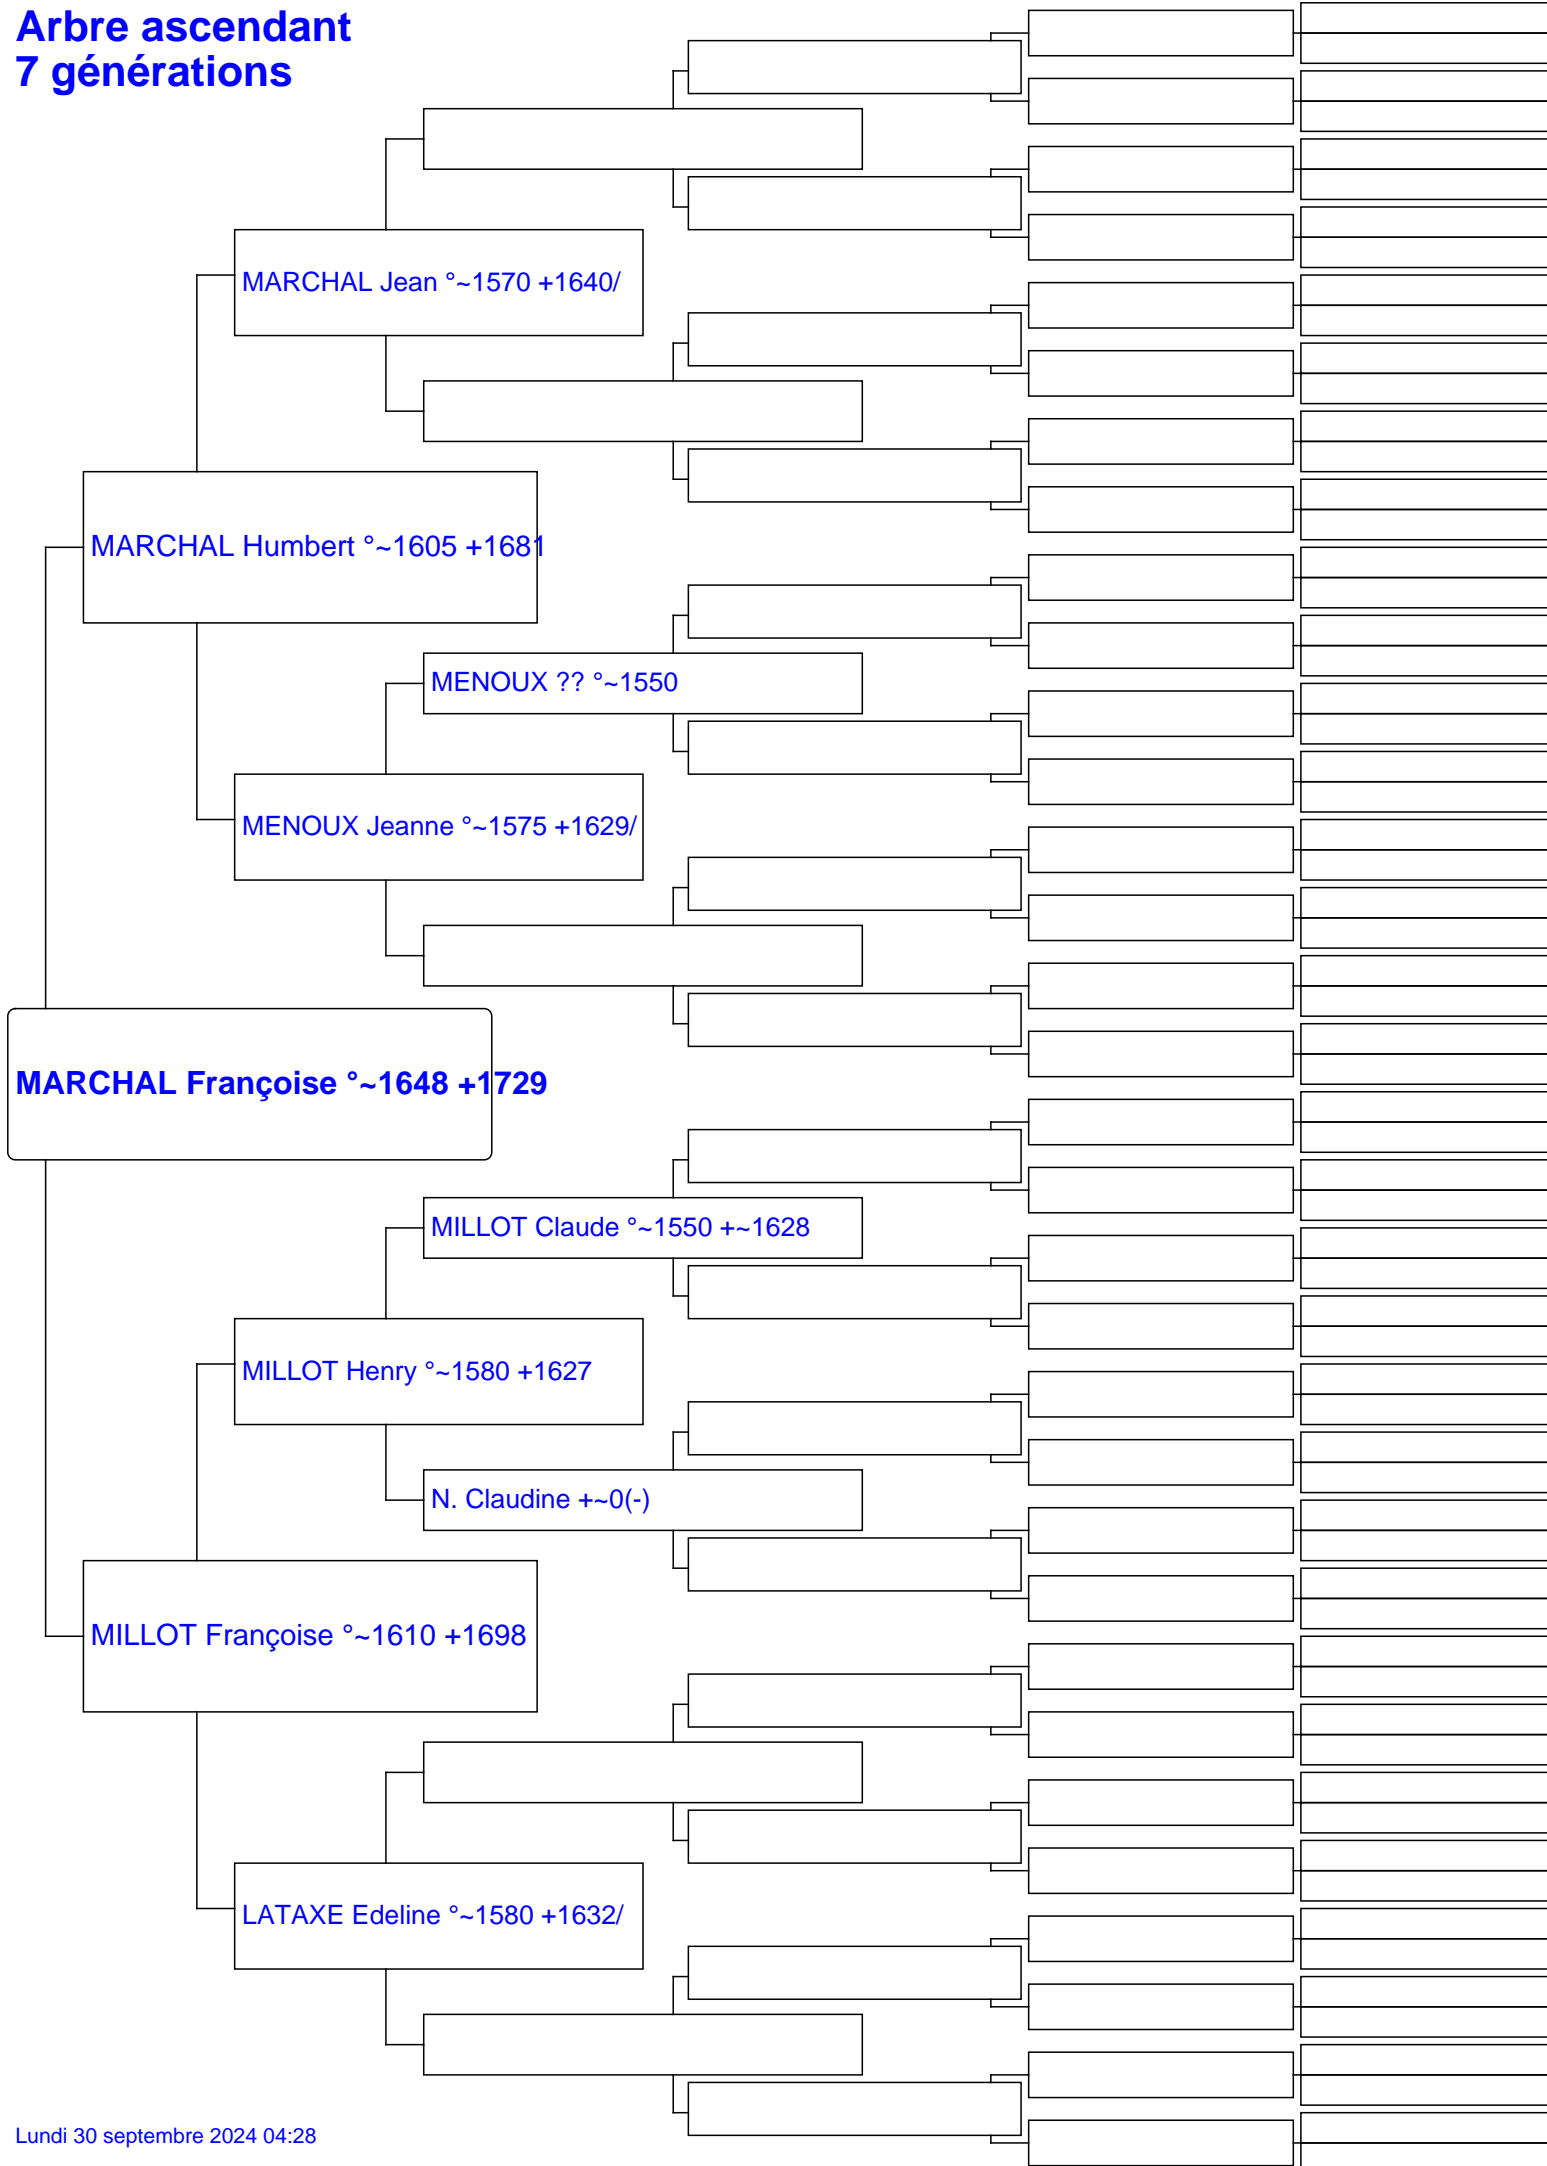 Arbre ascendant
7 générations
MARCHAL Jean °~1570 +1640/
MARCHAL Humbert °~1605 +1681
MENOUX ?? °~1550
MENOUX Jeanne °~1575 +1629/
MARCHAL Françoise °~1648 +1729
MILLOT Claude °~1550 +~1628
MILLOT Henry °~1580 +1627
N. Claudine +~0(-)
MILLOT Françoise °~1610 +1698
LATAXE Edeline °~1580 +1632/
Lundi 30 septembre 2024 04:28